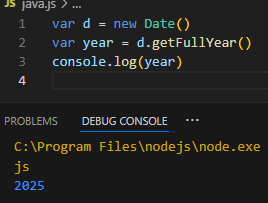 JS java.js > ...
1 var d = new Date()
2 var year = d.getFullYear()
3 console.log(year)
4
PROBLEMS DEBUG CONSOLE ...
C:\Program Files\nodejs\node.exe
js
2025